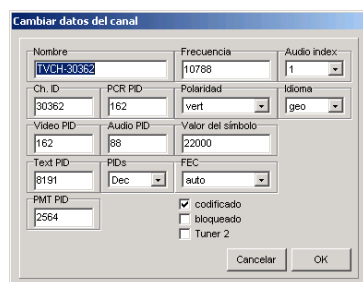 Cambiar datos del canal
Nombre Frecuencia Audio index
TVCH-30362 10788 1
Ch. ID PCR PID Polaridad Idioma
30362 162 vert geo
Video PID Audio PID Valor del símbolo
162 88 22000
Text PID PIDs FEC
8191 Dec auto
PMT PID
2564
codificado
bloqueado
Tuner 2
Cancelar OK